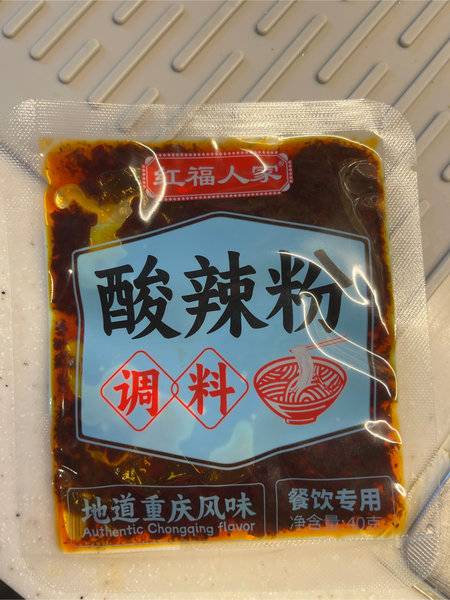 红福人家
酸辣粉
调料
地道重庆风味
Authentic Chongqing flavor
餐饮专用
净含量:40克